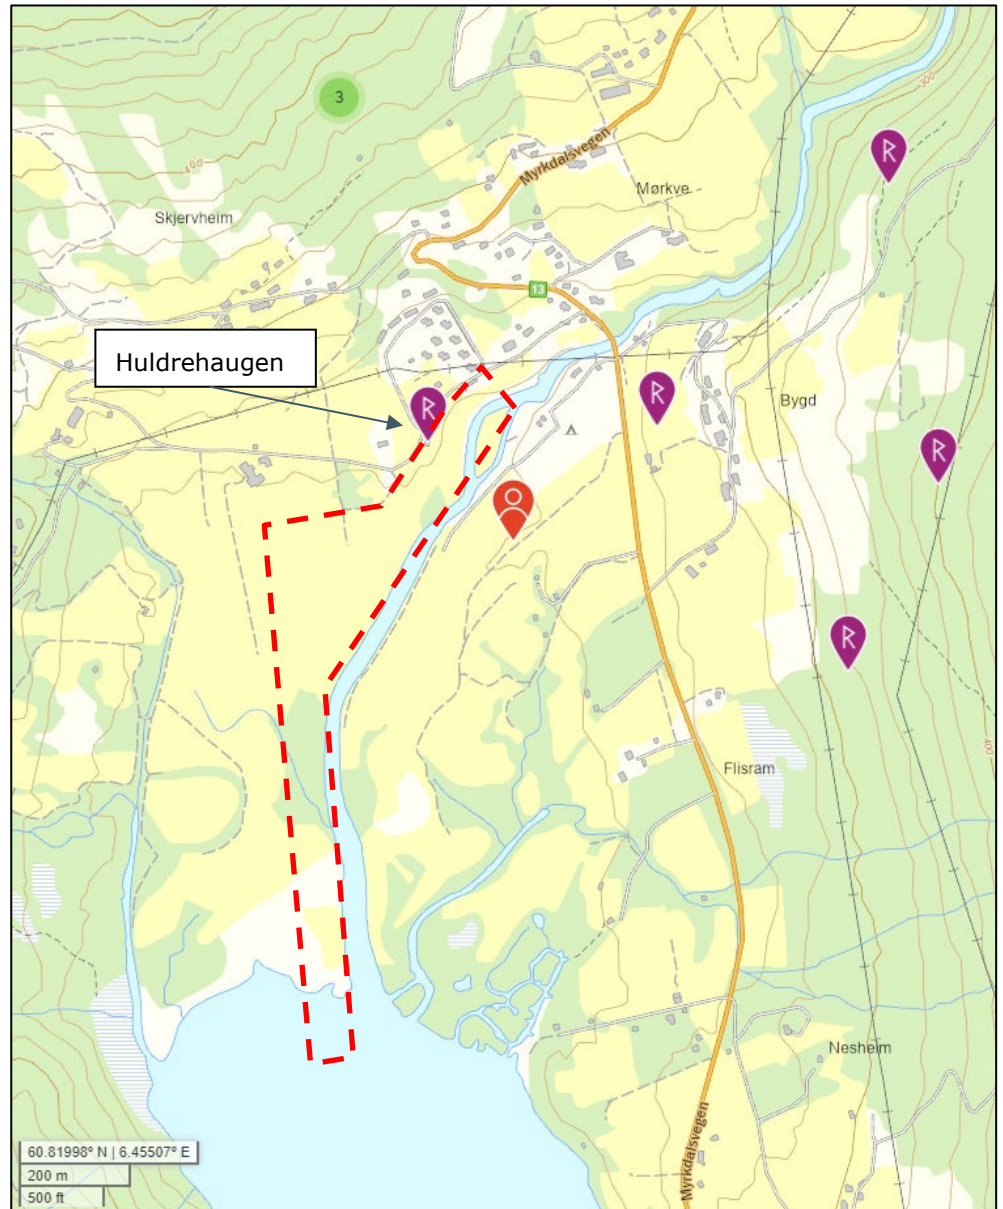 3
Myrkdalsvegen
300
400
Mørkve
Skjervheim
13
Huldrehaugen
Bygd
400
Flisram
Nesheim
Myrkdalsvegen
60.81998° N | 6.45507° E
200 m
500 ft